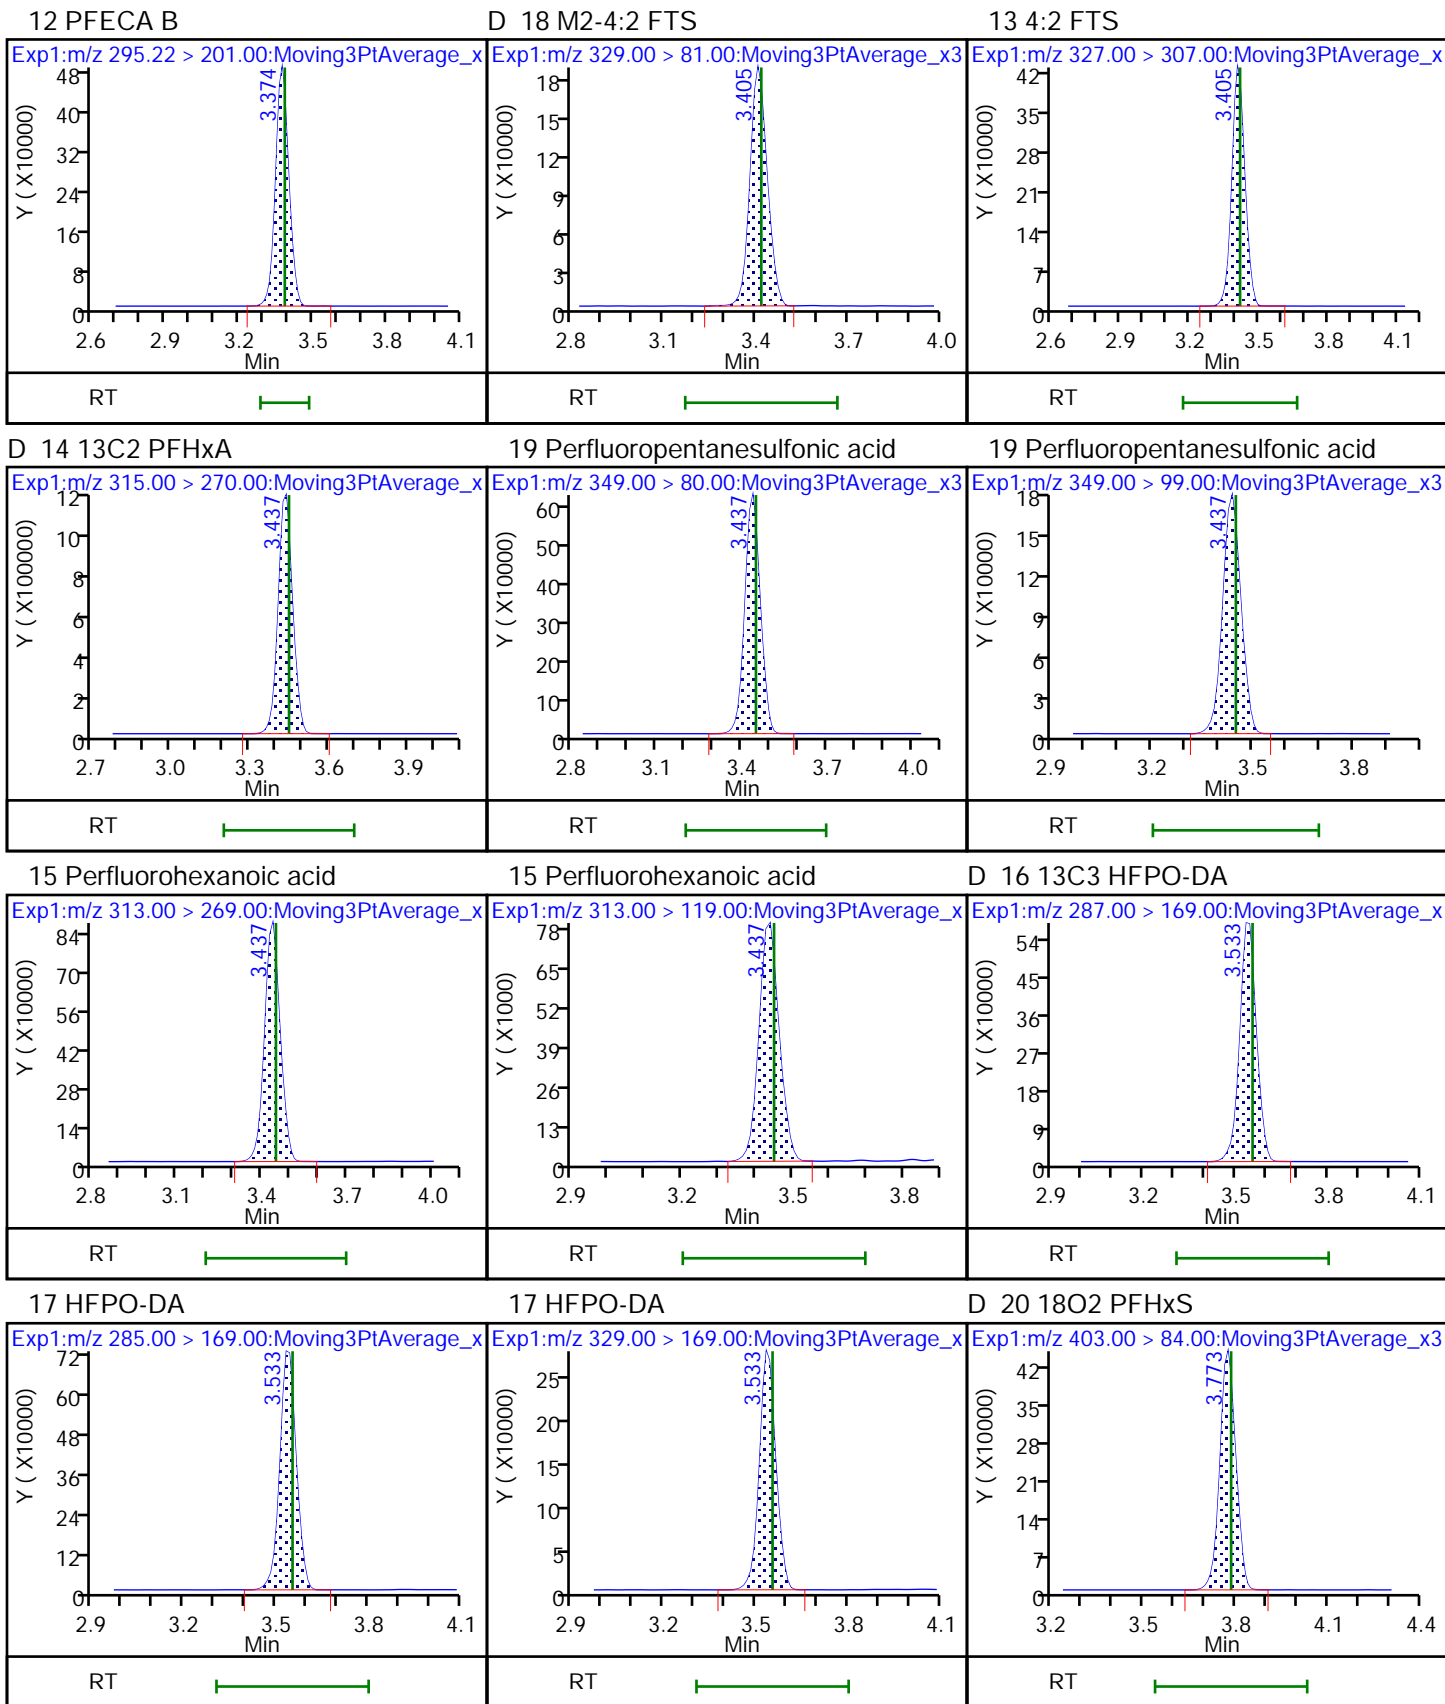 12 PFECA B
Exp1:m/z 295.22 > 201.00:Moving3PtAverage_x
3.374
Y ( X10000)
48
40
32
24
16
8
0
2.6 2.9 3.2 3.5 3.8 4.1
Min
RT
D 18 M2-4:2 FTS
Exp1:m/z 329.00 > 81.00:Moving3PtAverage_x3
3.405
Y ( X10000)
18
15
12
9
6
3
0
2.8 3.1 3.4 3.7 4.0
Min
RT
13 4:2 FTS
Exp1:m/z 327.00 > 307.00:Moving3PtAverage_x
3.405
Y ( X10000)
42
35
28
21
14
7
0
2.6 2.9 3.2 3.5 3.8 4.1
Min
RT
D 14 13C2 PFHxA
Exp1:m/z 315.00 > 270.00:Moving3PtAverage_x
3.437
Y ( X100000)
12
10
8
6
4
2
0
2.7 3.0 3.3 3.6 3.9
Min
RT
19 Perfluoropentanesulfonic acid
Exp1:m/z 349.00 > 80.00:Moving3PtAverage_x3
3.437
Y ( X10000)
60
50
40
30
20
10
0
2.8 3.1 3.4 3.7 4.0
Min
RT
19 Perfluoropentanesulfonic acid
Exp1:m/z 349.00 > 99.00:Moving3PtAverage_x3
3.437
Y ( X10000)
18
15
12
9
6
3
0
2.9 3.2 3.5 3.8
Min
RT
15 Perfluorohexanoic acid
Exp1:m/z 313.00 > 269.00:Moving3PtAverage_x
3.437
Y ( X10000)
84
70
56
42
28
14
0
2.8 3.1 3.4 3.7 4.0
Min
RT
15 Perfluorohexanoic acid
Exp1:m/z 313.00 > 119.00:Moving3PtAverage_x
3.437
Y ( X1000)
78
65
52
39
26
13
0
2.9 3.2 3.5 3.8
Min
RT
D 16 13C3 HFPO-DA
Exp1:m/z 287.00 > 169.00:Moving3PtAverage_x
3.533
Y ( X10000)
54
45
36
27
18
9
0
2.9 3.2 3.5 3.8 4.1
Min
RT
17 HFPO-DA
Exp1:m/z 285.00 > 169.00:Moving3PtAverage_x
3.533
Y ( X10000)
72
60
48
36
24
12
0
2.9 3.2 3.5 3.8 4.1
Min
RT
17 HFPO-DA
Exp1:m/z 329.00 > 169.00:Moving3PtAverage_x
3.533
Y ( X10000)
25
20
15
10
5
0
2.9 3.2 3.5 3.8 4.1
Min
RT
D 20 18O2 PFHxS
Exp1:m/z 403.00 > 84.00:Moving3PtAverage_x3
3.773
Y ( X10000)
42
35
28
21
14
7
0
3.2 3.5 3.8 4.1 4.4
Min
RT